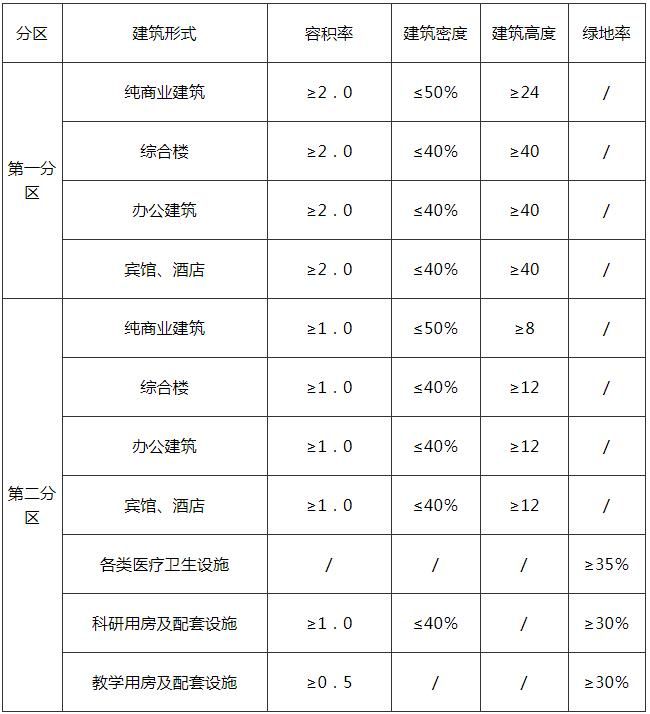 分区 建筑形式 容积率 建筑密度 建筑高度 绿地率
第一分区
纯商业建筑 ≥2．0 ≤50% ≥24 /
综合楼 ≥2．0 ≤40% ≥40 /
办公建筑 ≥2．0 ≤40% ≥40 /
宾馆、酒店 ≥2．0 ≤40% ≥40 /
第二分区
纯商业建筑 ≥1．0 ≤50% ≥8 /
综合楼 ≥1．0 ≤40% ≥12 /
办公建筑 ≥1．0 ≤40% ≥12 /
宾馆、酒店 ≥1．0 ≤40% ≥12 /
各类医疗卫生设施 / / / ≥35%
科研用房及配套设施 ≥1．0 ≤40% / ≥30%
教学用房及配套设施 ≥0．5 / / ≥30%